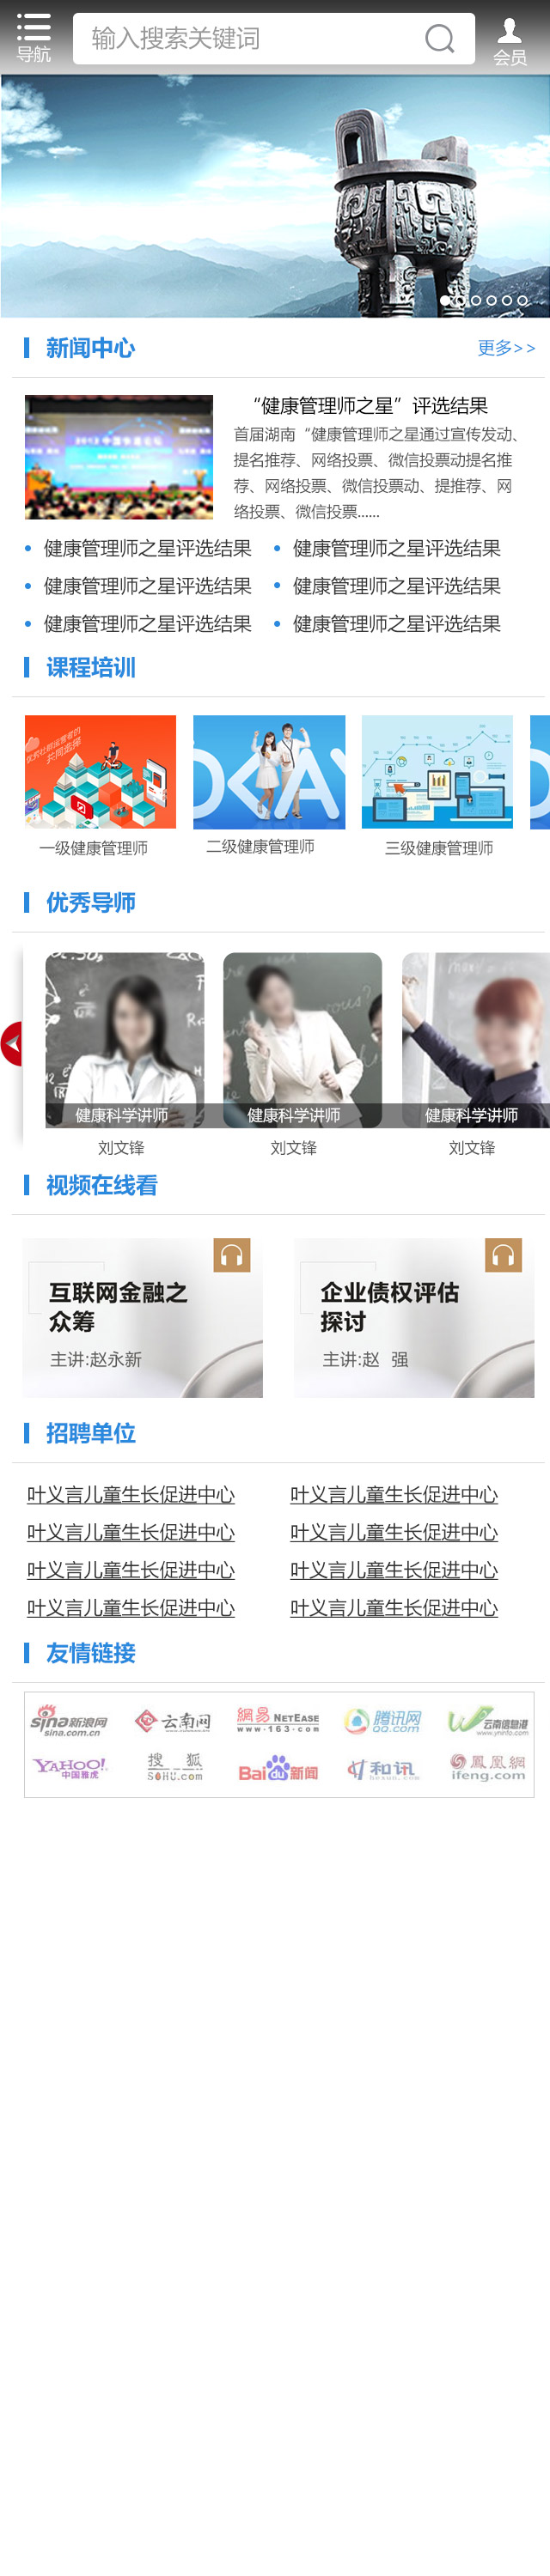 导航
输入搜索关键词
会员
新闻中心
更多>>
“健康管理师之星”评选结果
首届湖南“健康管理师之星通过宣传发动、
提名推荐、网络投票、微信投票动提名推
荐、网络投票、微信投票动、提推荐、网
络投票、微信投票......
健康管理师之星评选结果
健康管理师之星评选结果
健康管理师之星评选结果
健康管理师之星评选结果
健康管理师之星评选结果
健康管理师之星评选结果
课程培训
OKAY
一级健康管理师
二级健康管理师
三级健康管理师
优秀导师
健康科学讲师
健康科学讲师
健康科学讲师
刘文锋
刘文锋
刘文锋
视频在线看
互联网金融之
众筹
主讲:赵永新
企业债权评估
探讨
主讲:赵 强
招聘单位
叶义言儿童生长促进中心
叶义言儿童生长促进中心
叶义言儿童生长促进中心
叶义言儿童生长促进中心
叶义言儿童生长促进中心
叶义言儿童生长促进中心
叶义言儿童生长促进中心
叶义言儿童生长促进中心
友情链接
sina新浪网
sina.com.cn
云南网
網易 NETEASE
www.163.com
腾讯网
QQ.com
云南信息港
www.yninfo.com
YAHOO!
中国雅虎
搜狐
SOHU.com
Bai du 新闻
和讯
hexun.com
鳳凰網
ifeng.com